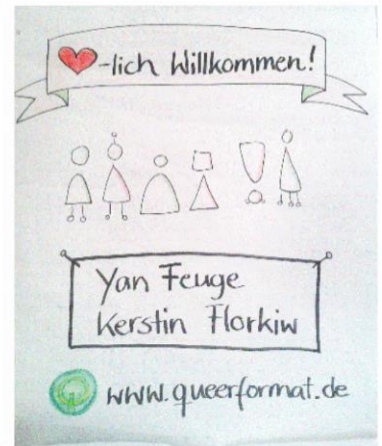 -lich Willkommen!
Yan Feuge
Kerstin Florkiw
www.queerformat.de